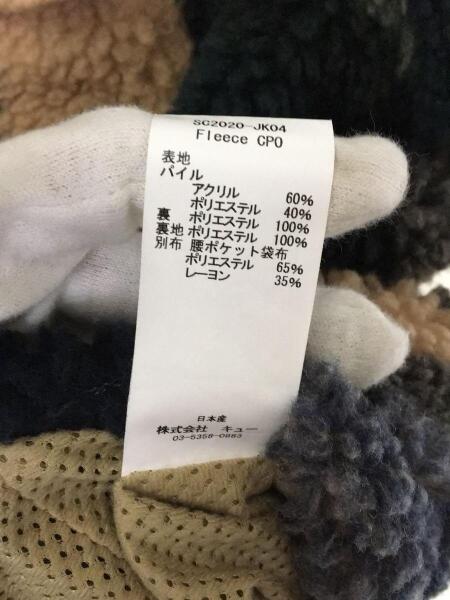 SC2020-JK04
Fleece CPO
表地
パイル
アクリル 60%
ポリエステル 40%
裏 ポリエステル 100%
裏地 ポリエステル 100%
別布 腰ポケット袋布
ポリエステル 65%
レーヨン 35%
日本産
株式会社 キュー
03-5358-0883